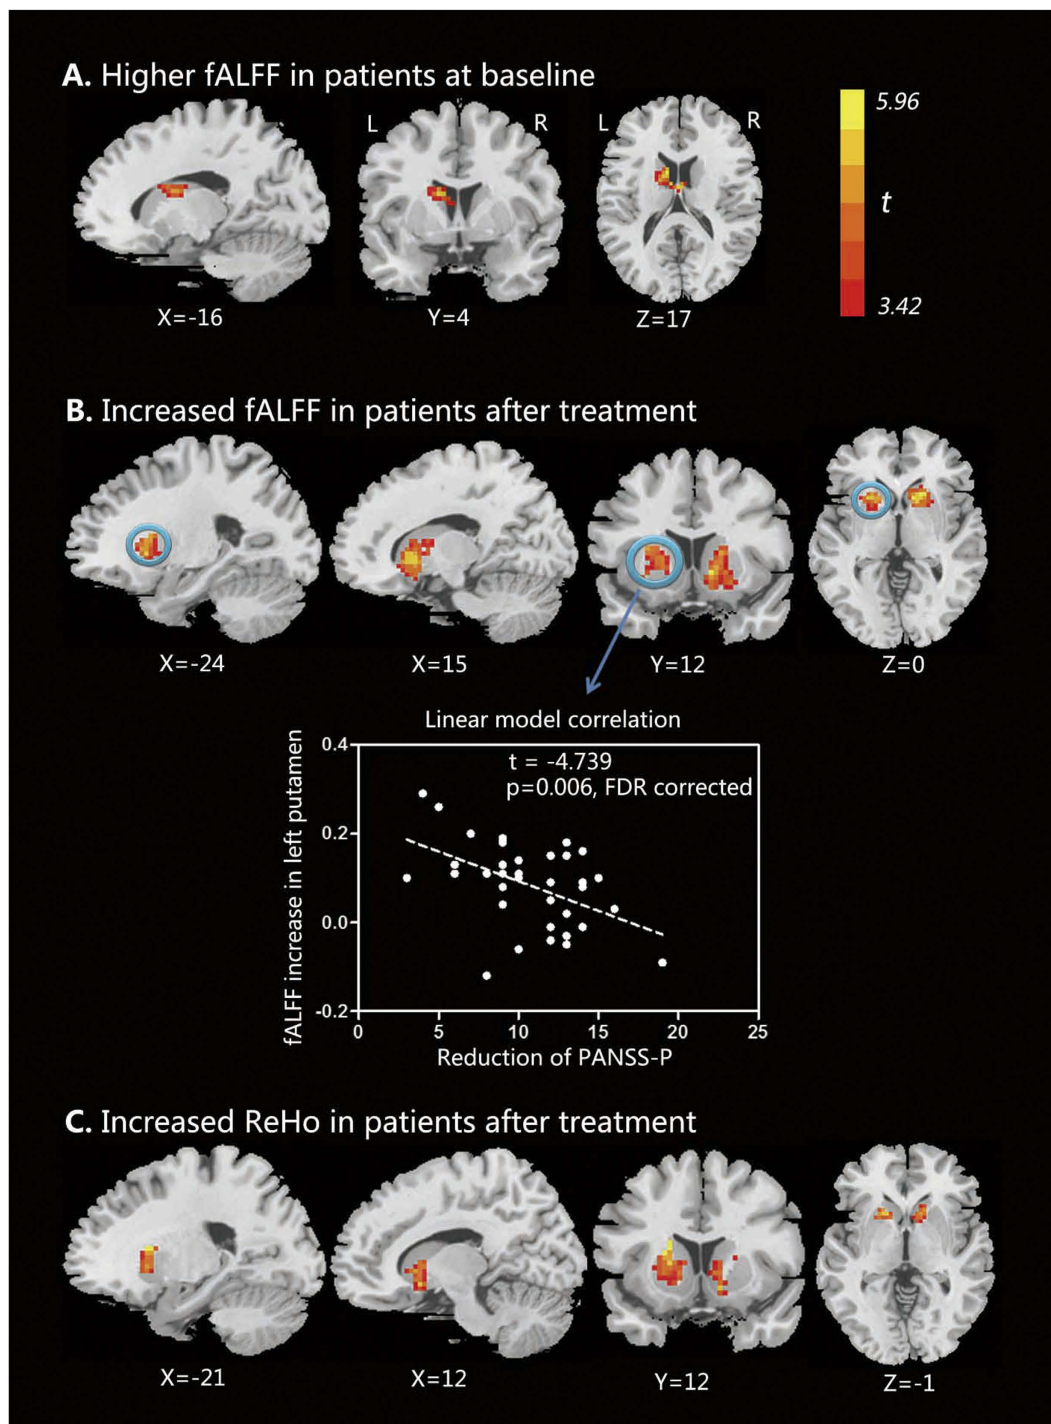 A. Higher fALFF in patients at baseline
L R L R
5.96
t
3.42
X=-16 Y=4 Z=17
B. Increased fALFF in patients after treatment
X=-24 X=15 Y=12 Z=0
Linear model correlation
t = -4.739
p=0.006, FDR corrected
fALFF increase in left putamen
0.4
0.2
0.0
-0.2
0 5 10 15 20 25
Reduction of PANSS-P
C. Increased ReHo in patients after treatment
X=-21 X=12 Y=12 Z=-1